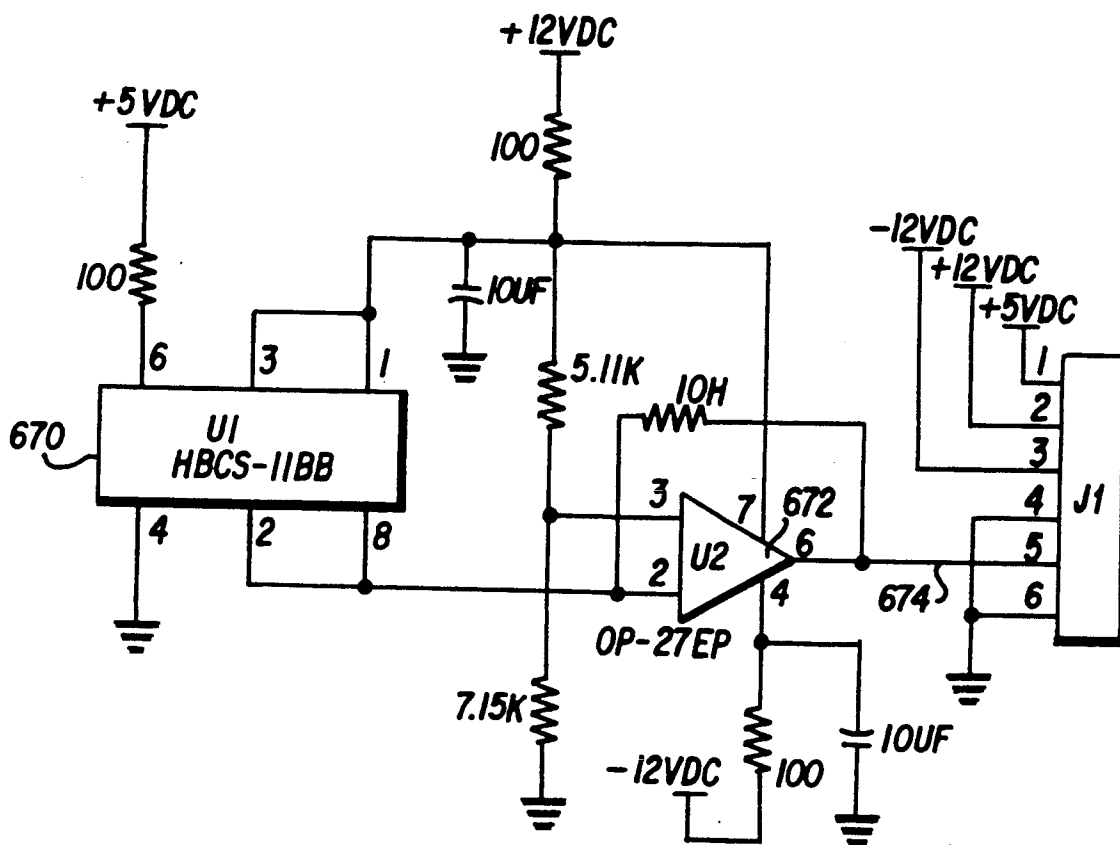 +12VDC
+5VDC
100
100
-12VDC
+12VDC
+5VDC
10UF
6
3
1
5.11K
10H
670
U1
HBCS-11BB
4
2
8
3
7
672
2
U2
6
4
OP-27EP
674
1
2
3
4
5
6
J1
7.15K
-12VDC
100
10UF